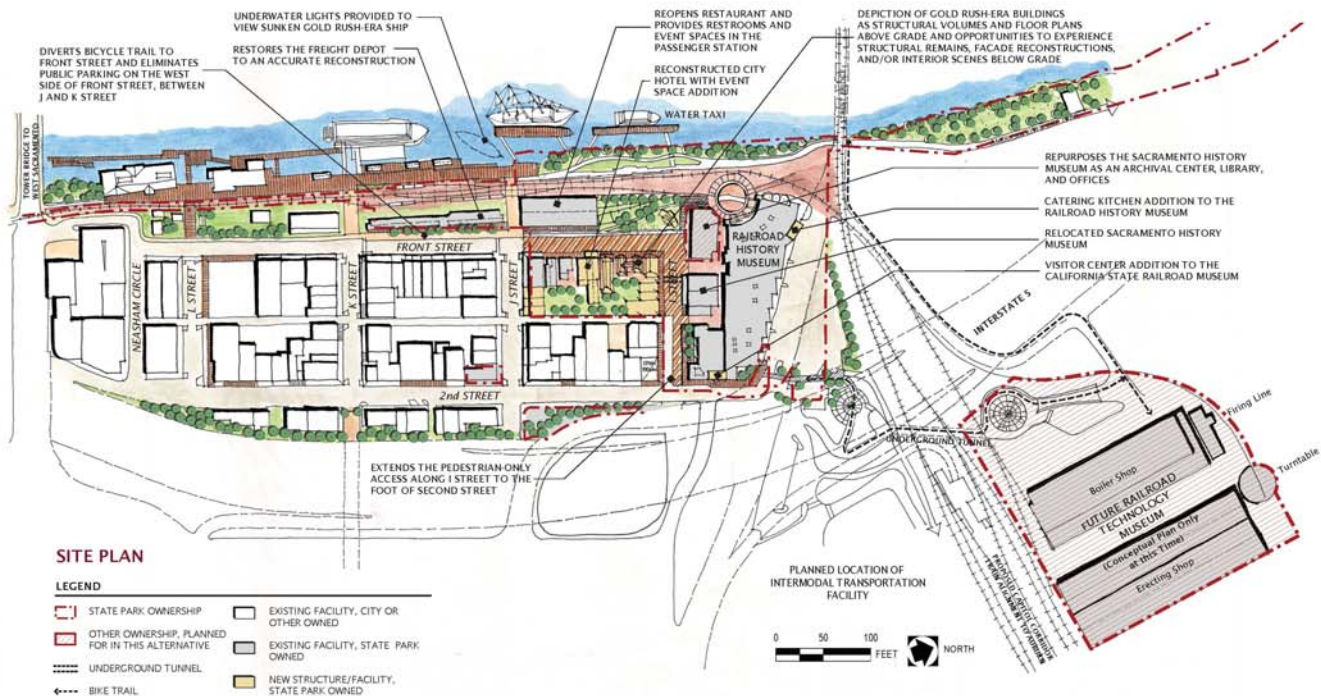 UNDERWATER LIGHTS PROVIDED TO
VIEW SUNKEN GOLD RUSH-ERA SHIP
REOPENS RESTAURANT AND
PROVIDES RESTROOMS AND
EVENT SPACES IN THE
PASSENGER STATION
DEPICTION OF GOLD RUSH-ERA BUILDINGS
AS STRUCTURAL VOLUMES AND FLOOR PLANS
ABOVE GRADE AND OPPORTUNITIES TO EXPERIENCE
STRUCTURAL REMAINS, FACADE RECONSTRUCTIONS,
AND/OR INTERIOR SCENES BELOW GRADE
DIVERTS BICYCLE TRAIL TO
FRONT STREET AND ELIMINATES
PUBLIC PARKING ON THE WEST
SIDE OF FRONT STREET, BETWEEN
J AND K STREET
RESTORES THE FREIGHT DEPOT
TO AN ACCURATE RECONSTRUCTION
RECONSTRUCTED CITY
HOTEL WITH EVENT
SPACE ADDITION
WATER TAXI
TOWER BRIDGE TO
WEST SACRAMENTO
REPURPOSES THE SACRAMENTO HISTORY
MUSEUM AS AN ARCHIVAL CENTER, LIBRARY,
AND OFFICES
CATERING KITCHEN ADDITION TO THE
RAILROAD HISTORY MUSEUM
RELOCATED SACRAMENTO HISTORY
MUSEUM
VISITOR CENTER ADDITION TO THE
CALIFORNIA STATE RAILROAD MUSEUM
FRONT STREET
RAILROAD
HISTORY
MUSEUM
NEASHAM CIRCLE
L STREET
K STREET
J STREET
I STREET
2nd STREET
INTERSTATE 5
UNDERGROUND TUNNEL
EXTENDS THE PEDESTRIAN-ONLY
ACCESS ALONG I STREET TO THE
FOOT OF SECOND STREET
Firing Line
Turntable
Boiler Shop
FUTURE RAILROAD
TECHNOLOGY
MUSEUM
(Conceptual Plan Only
at this Time)
Erecting Shop
PLANNED LOCATION OF
INTERMODAL TRANSPORTATION
FACILITY
PROPOSED CAPITOL CORRIDOR
SITE PLAN
LEGEND
STATE PARK OWNERSHIP
OTHER OWNERSHIP, PLANNED
FOR IN THIS ALTERNATIVE
UNDERGROUND TUNNEL
BIKE TRAIL
EXISTING FACILITY, CITY OR
OTHER OWNED
EXISTING FACILITY, STATE PARK
OWNED
NEW STRUCTURE/FACILITY,
STATE PARK OWNED
0 50 100
FEET
NORTH